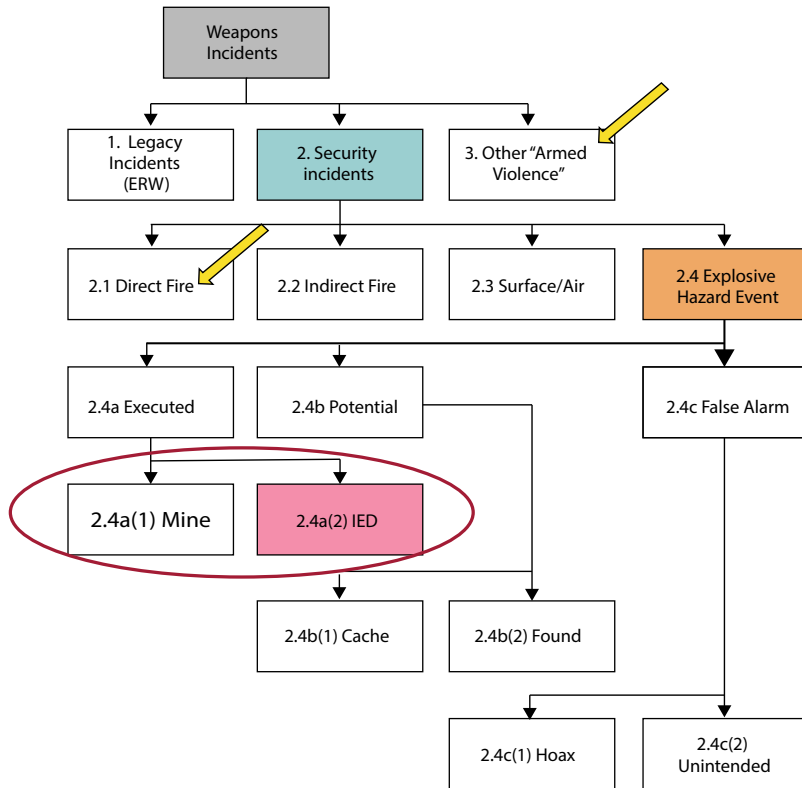 Weapons
Incidents
1. Legacy
Incidents
(ERW)
2. Security
incidents
3. Other “Armed
Violence”
2.1 Direct Fire
2.2 Indirect Fire
2.3 Surface/Air
2.4 Explosive
Hazard Event
2.4a Executed
2.4b Potential
2.4c False Alarm
2.4a(1) Mine
2.4a(2) IED
2.4b(1) Cache
2.4b(2) Found
2.4c(1) Hoax
2.4c(2)
Unintended